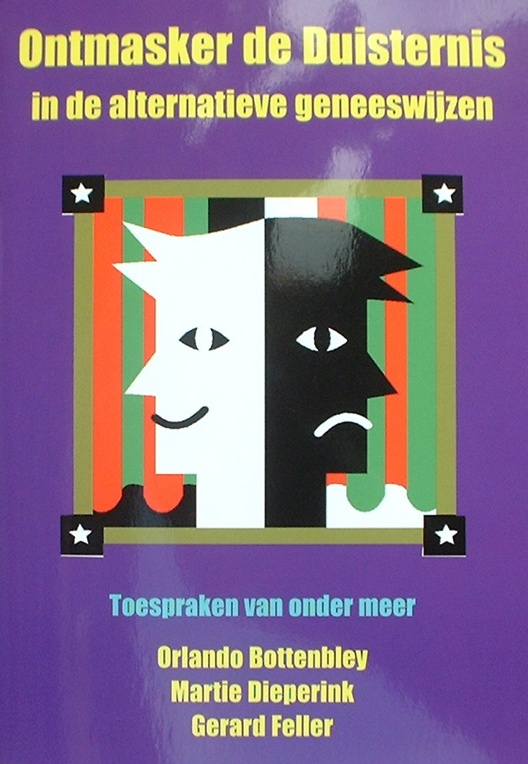 Ontmasker de Duisternis
in de alternatieve geneeswijzen
Toespraken van onder meer
Orlando Bottenbley
Martie Dieperink
Gerard Feller